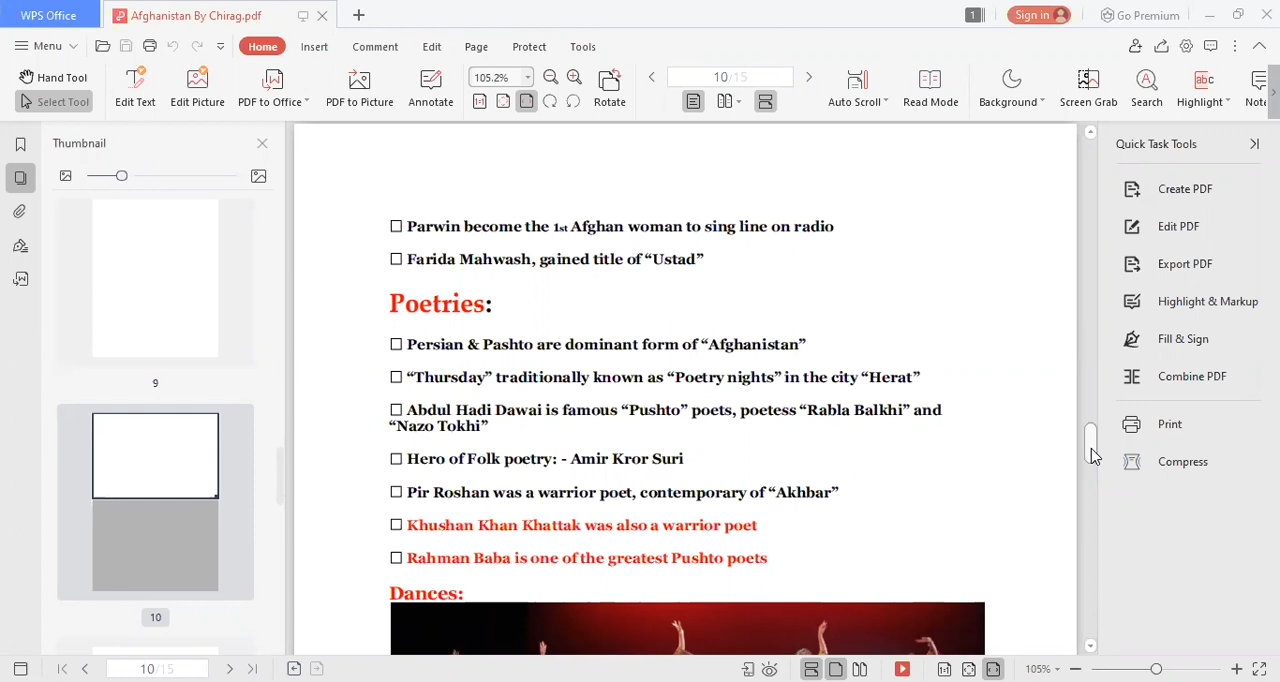 WPS Office
Afghanistan By Chirag.pdf
1
Sign in
Go Premium
Menu
Home
Insert
Comment
Edit
Page
Protect
Tools
Hand Tool
Select Tool
Edit Text
Edit Picture
PDF to Office
PDF to Picture
Annotate
105.2%
Rotate
10/15
Auto Scroll
Read Mode
Background
Screen Grab
Search
Highlight
Thumbnail
9
10
☐ Parwin become the 1st Afghan woman to sing line on radio
☐ Farida Mahwash, gained title of “Ustad”
Poetries:
☐ Persian & Pashto are dominant form of “Afghanistan”
☐ “Thursday” traditionally known as “Poetry nights” in the city “Herat”
☐ Abdul Hadi Dawai is famous “Pushto” poets, poetess “Rabla Balkhi” and
“Nazo Tokhi”
☐ Hero of Folk poetry: - Amir Kror Suri
☐ Pir Roshan was a warrior poet, contemporary of “Akhbar”
☐ Khushan Khan Khattak was also a warrior poet
☐ Rahman Baba is one of the greatest Pushto poets
Dances:
Quick Task Tools
Create PDF
Edit PDF
Export PDF
Highlight & Markup
Fill & Sign
Combine PDF
Print
Compress
10/15
105%